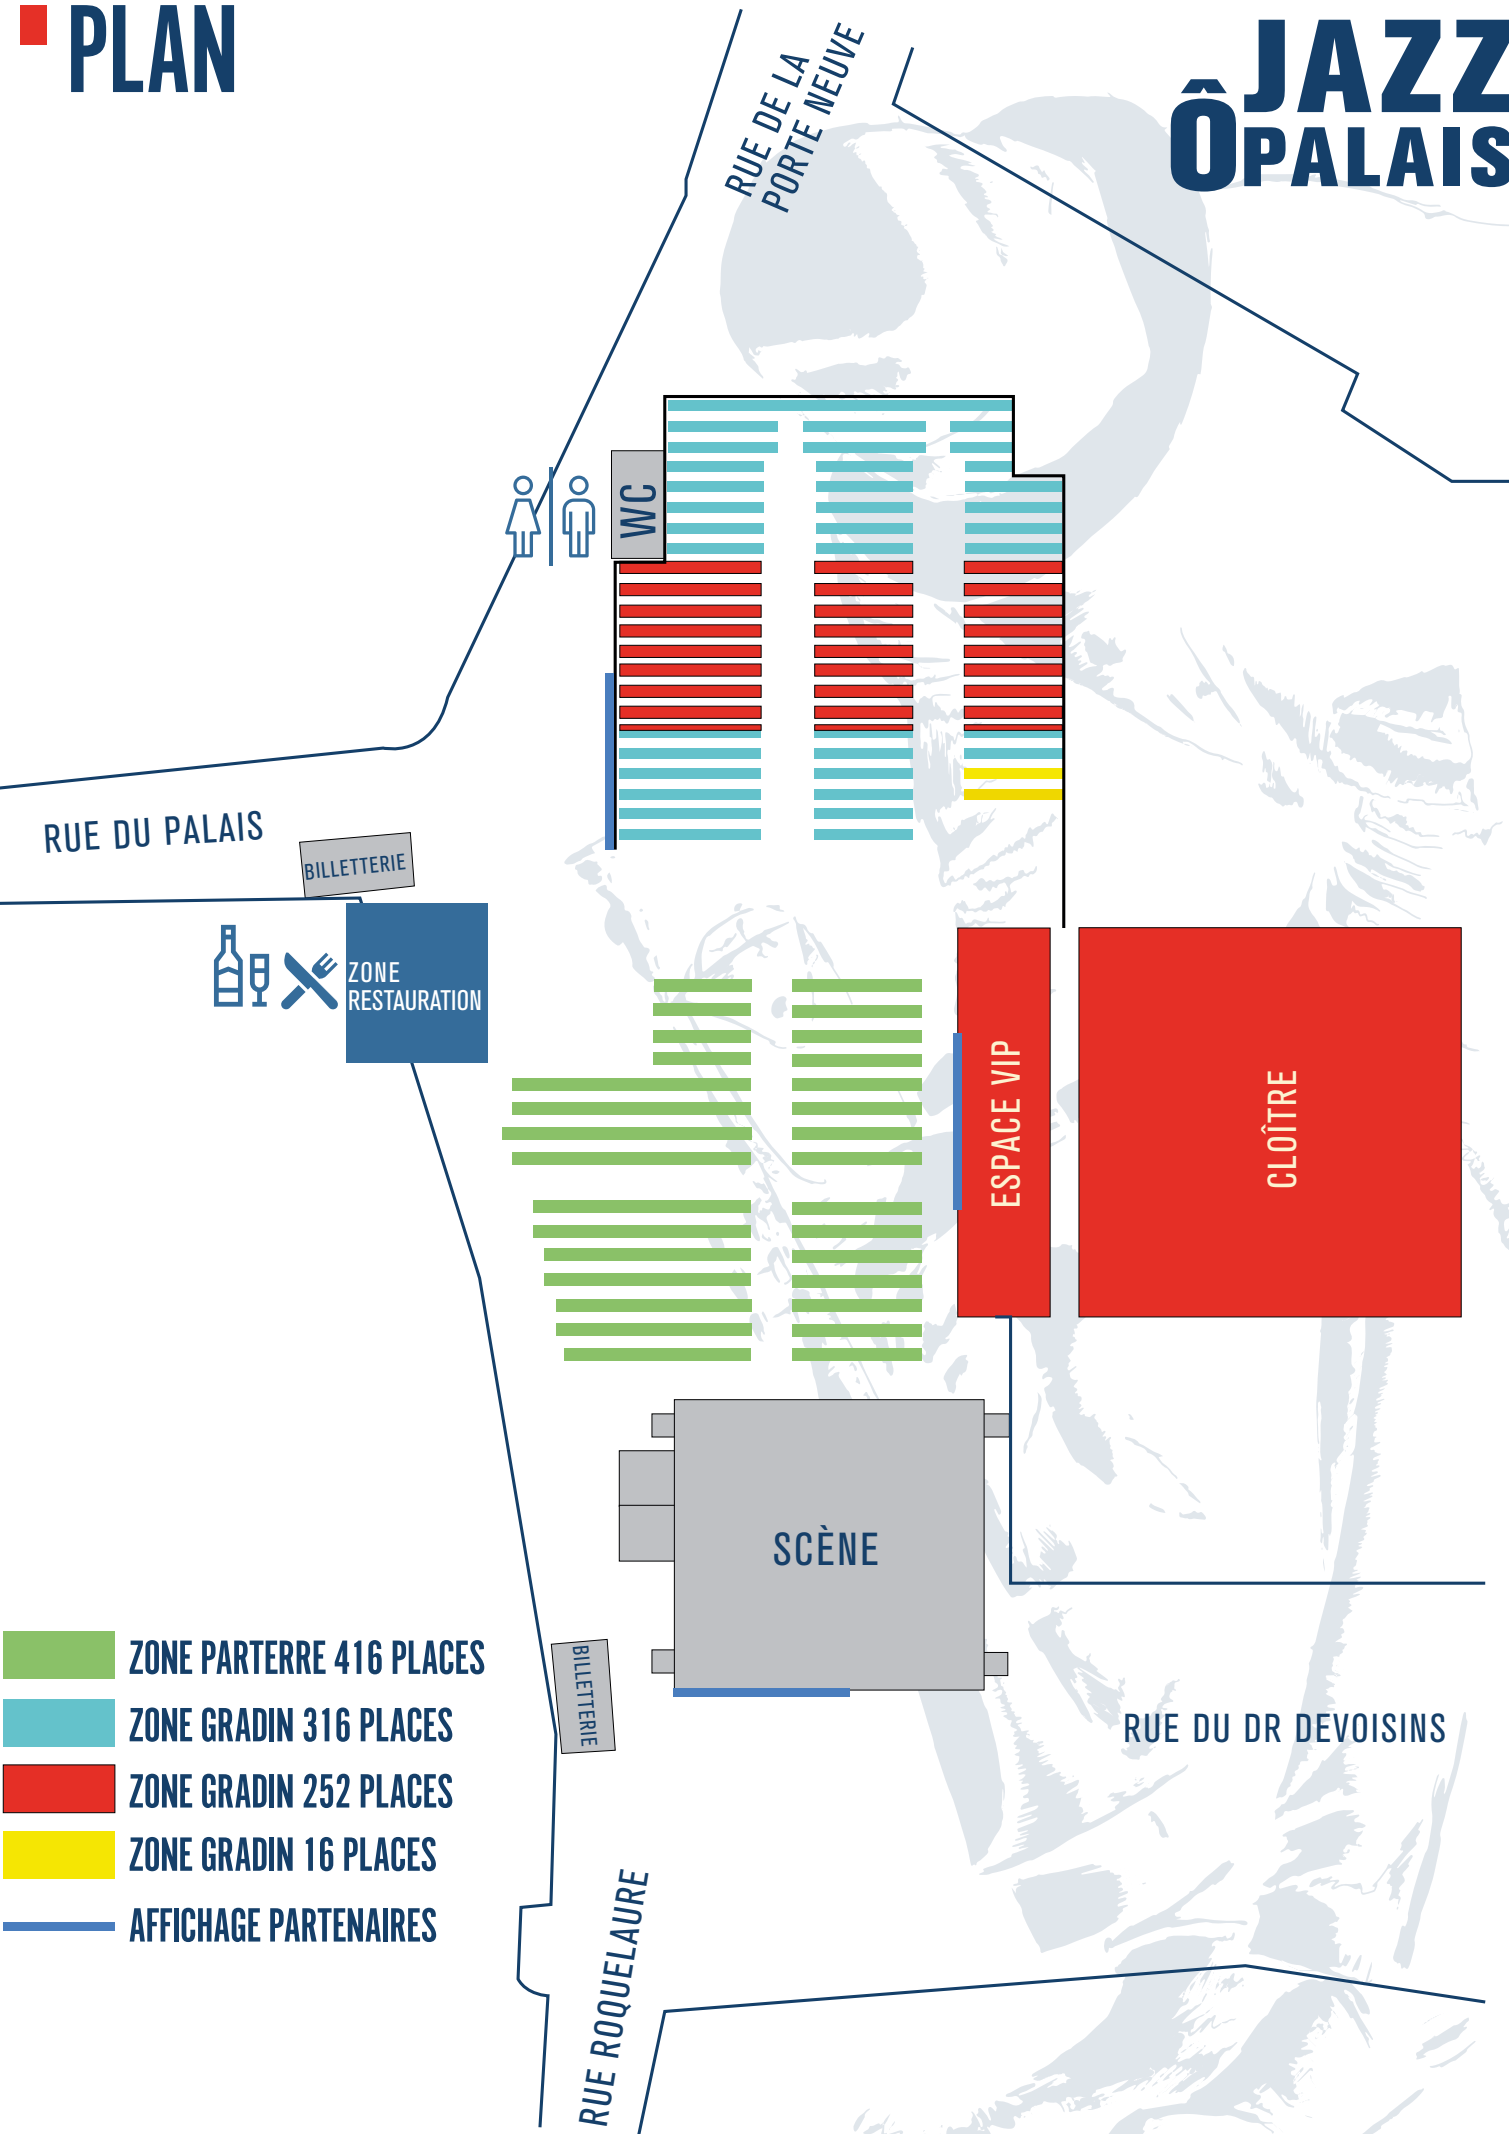 PLAN
JAZZ
Ô PALAIS
RUE DE LA
PORTE NEUVE
WC
RUE DU PALAIS
BILLETTERIE
ZONE
RESTAURATION
ESPACE VIP
CLOÎTRE
SCÈNE
BILLETTERIE
ZONE PARTERRE 416 PLACES
ZONE GRADIN 316 PLACES
ZONE GRADIN 252 PLACES
ZONE GRADIN 16 PLACES
AFFICHAGE PARTENAIRES
RUE DU DR DEVOISINS
RUE ROQUELAURE